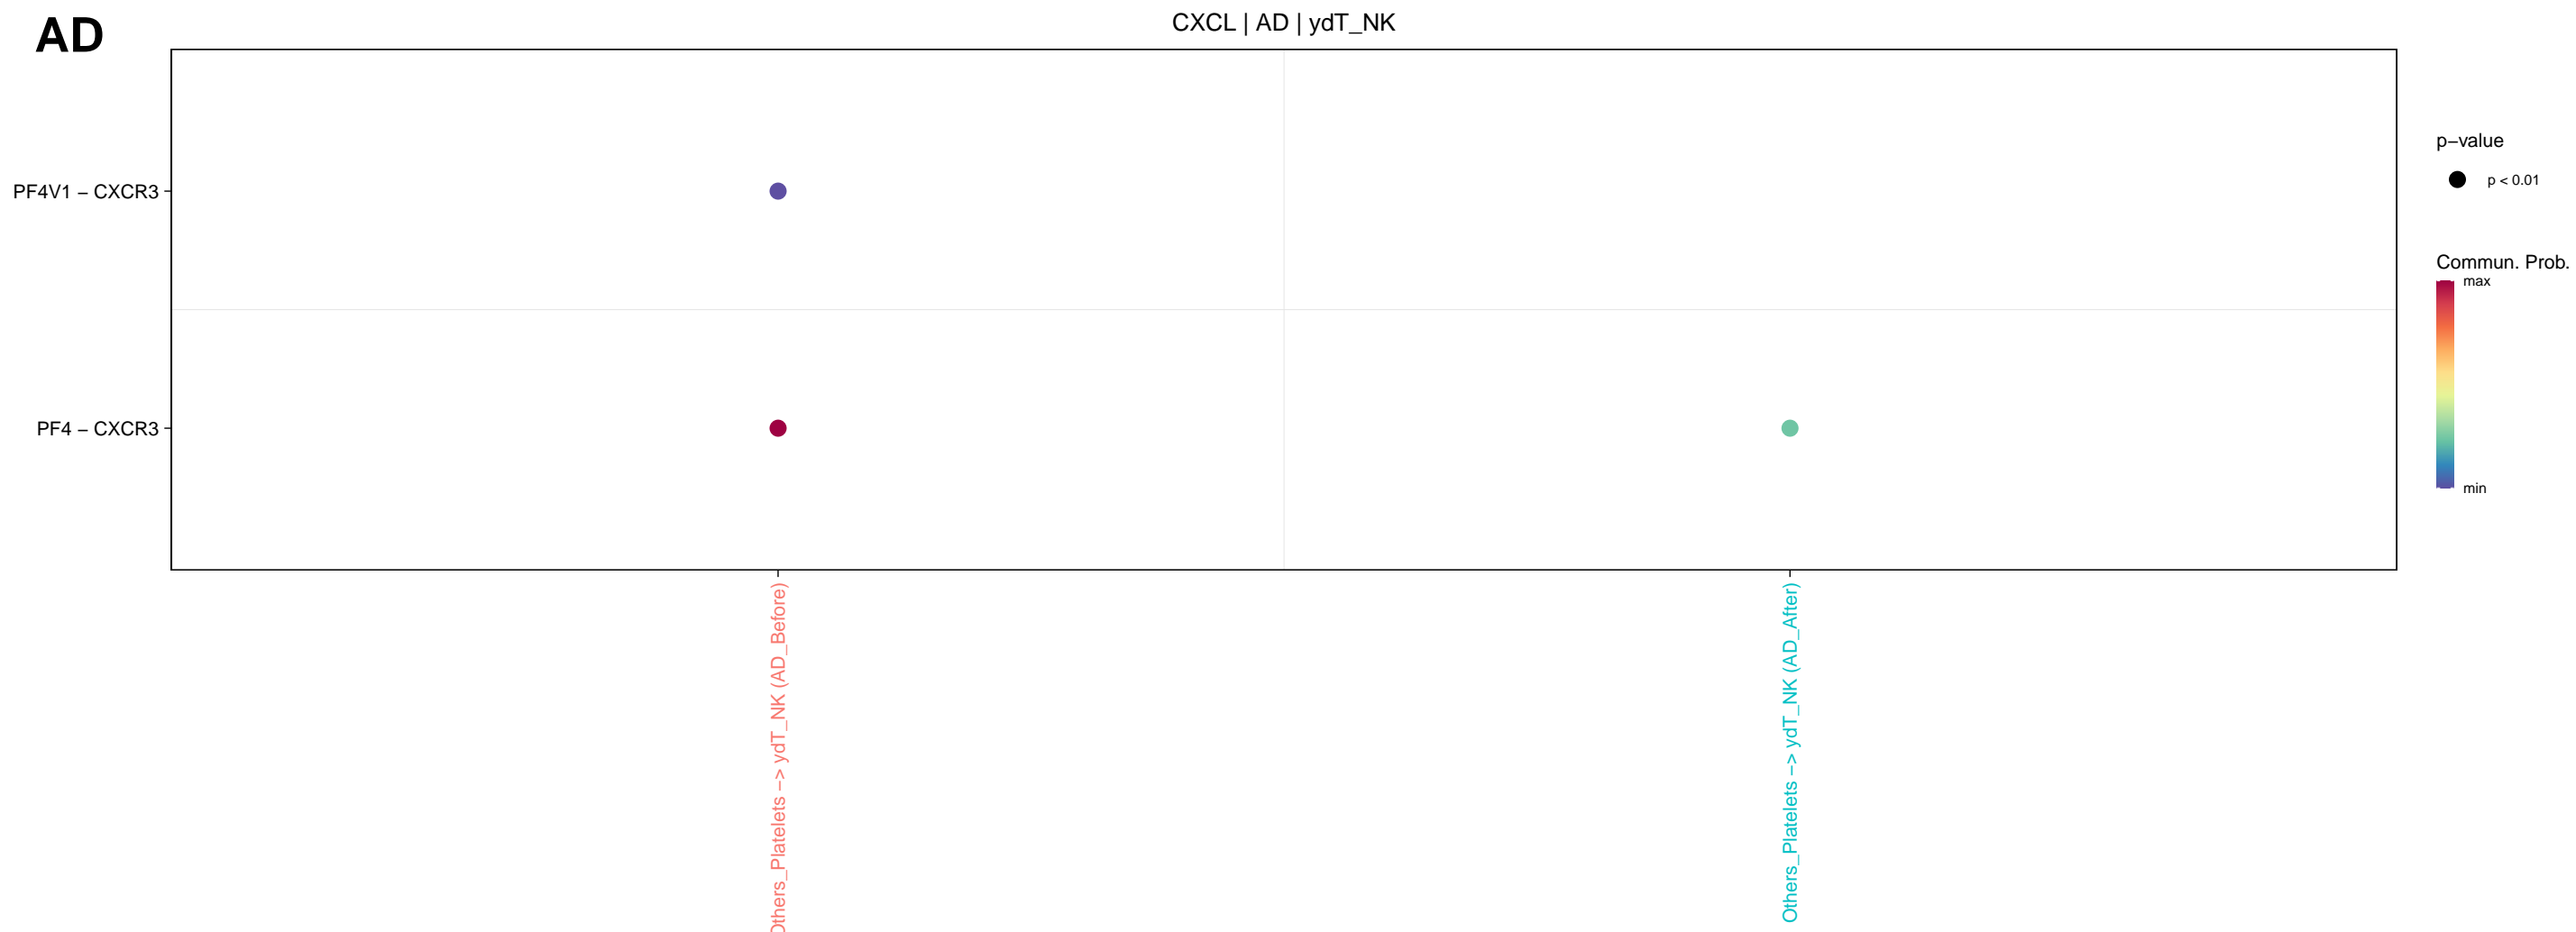 AD
CXCL | AD | ydT_NK
PF4V1 − CXCR3
PF4 − CXCR3
Others_Platelets −> ydT_NK (AD_Before)
Others_Platelets −> ydT_NK (AD_After)
p−value
p < 0.01
Commun. Prob.
max
min